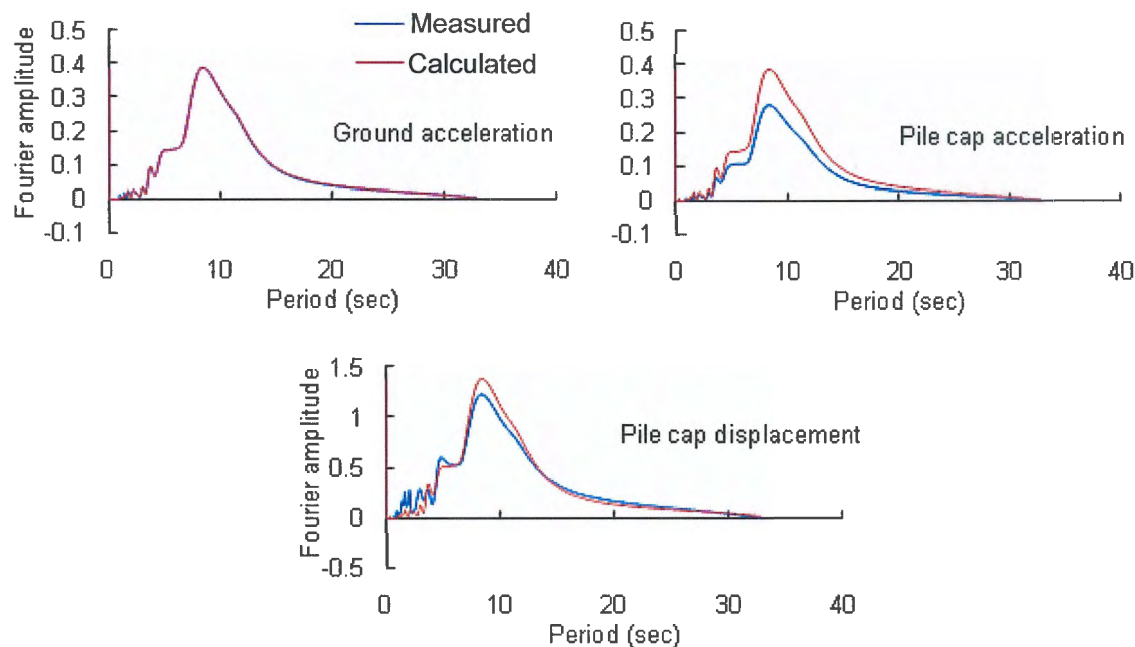 Measured
Calculated
Fourier amplitude
0.5
0.4
0.3
0.2
0.1
0
-0.1
Ground acceleration
0 10 20 30 40
Period (sec)
0.5
0.4
0.3
0.2
0.1
0
-0.1
Pile cap acceleration
0 10 20 30 40
Period (sec)
Fourier amplitude
1.5
1
0.5
0
-0.5
Pile cap displacement
0 10 20 30 40
Period (sec)